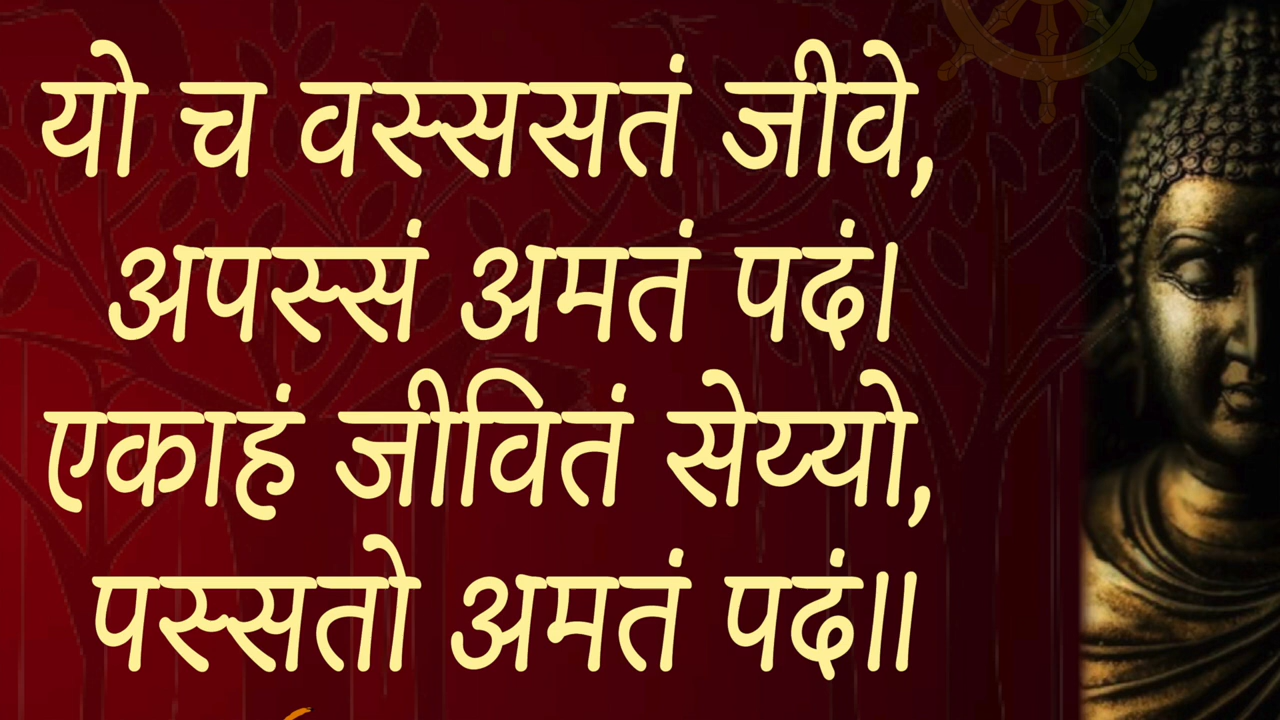 यो च वस्ससतं जीवे,
अपस्सं अमतं पदं।
एकाहं जीवितं सेय्यो,
पस्सतो अमतं पदं॥